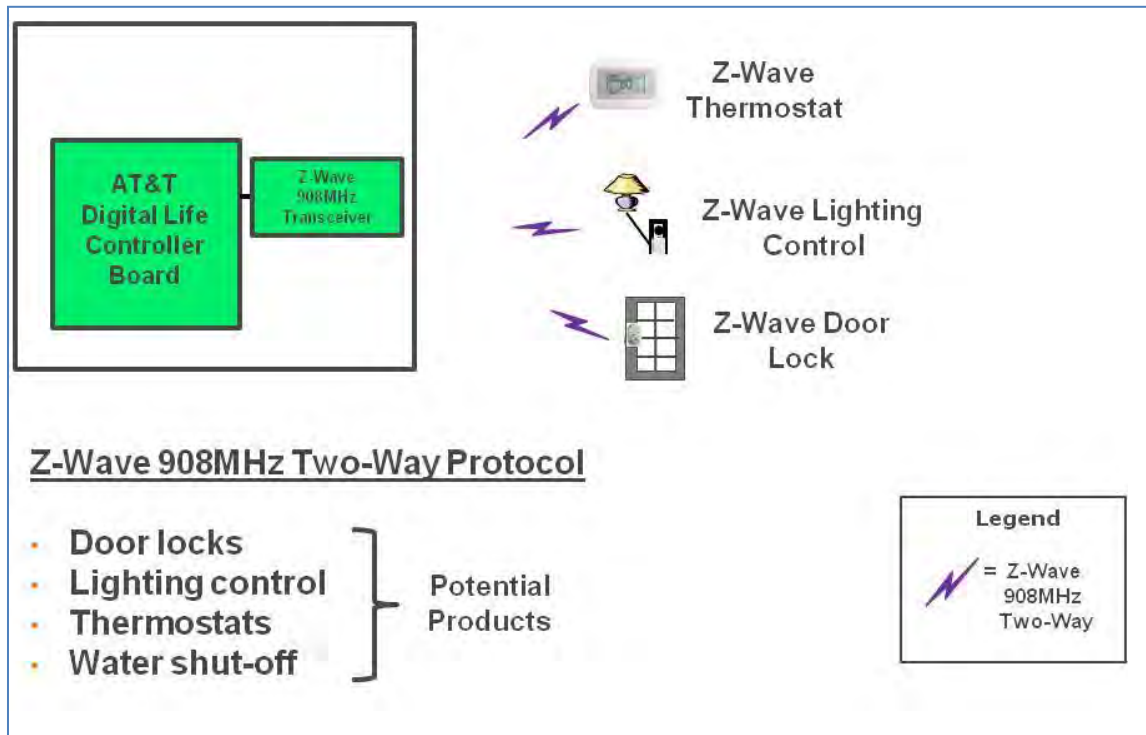 AT&T
Digital Life
Controller
Board
Z-Wave
908MHz
Transceiver
Z-Wave
Thermostat
Z-Wave Lighting
Control
Z-Wave Door
Lock
Z-Wave 908MHz Two-Way Protocol
• Door locks
• Lighting control
• Thermostats
• Water shut-off
Potential
Products
Legend
= Z-Wave
908MHz
Two-Way